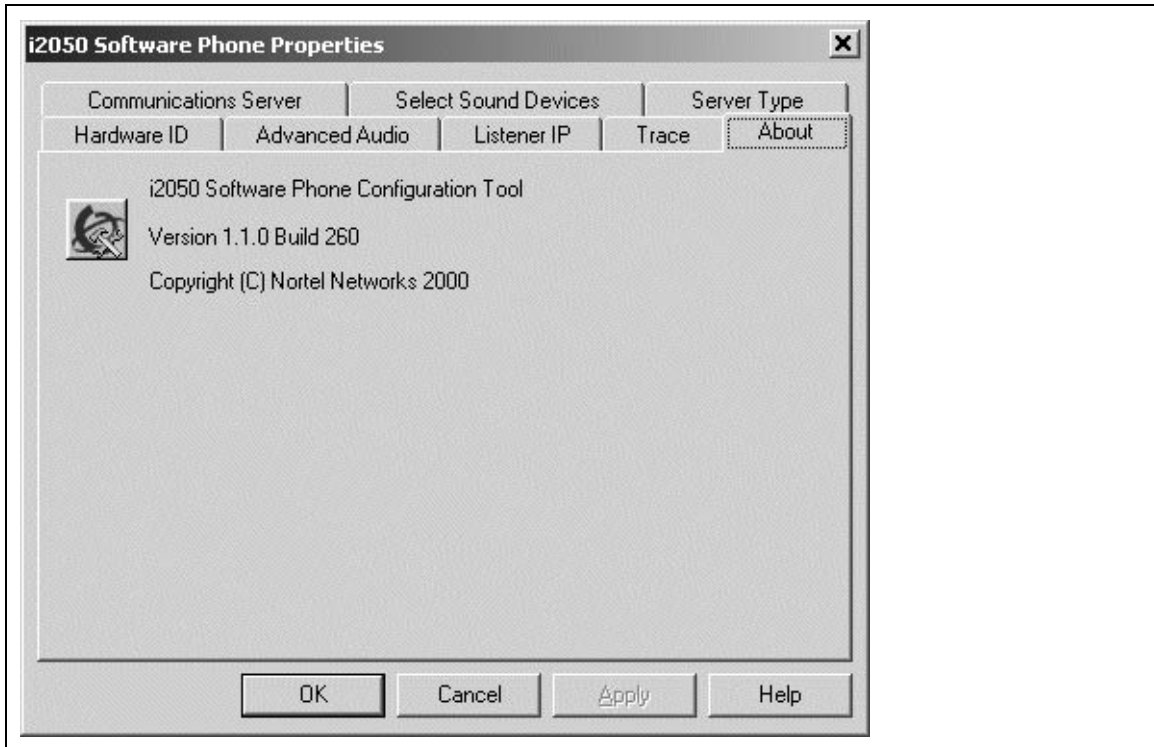 i2050 Software Phone Properties
Communications Server Select Sound Devices Server Type
Hardware ID Advanced Audio Listener IP Trace About
i2050 Software Phone Configuration Tool
Version 1.1.0 Build 260
Copyright (C) Nortel Networks 2000
OK Cancel Apply Help